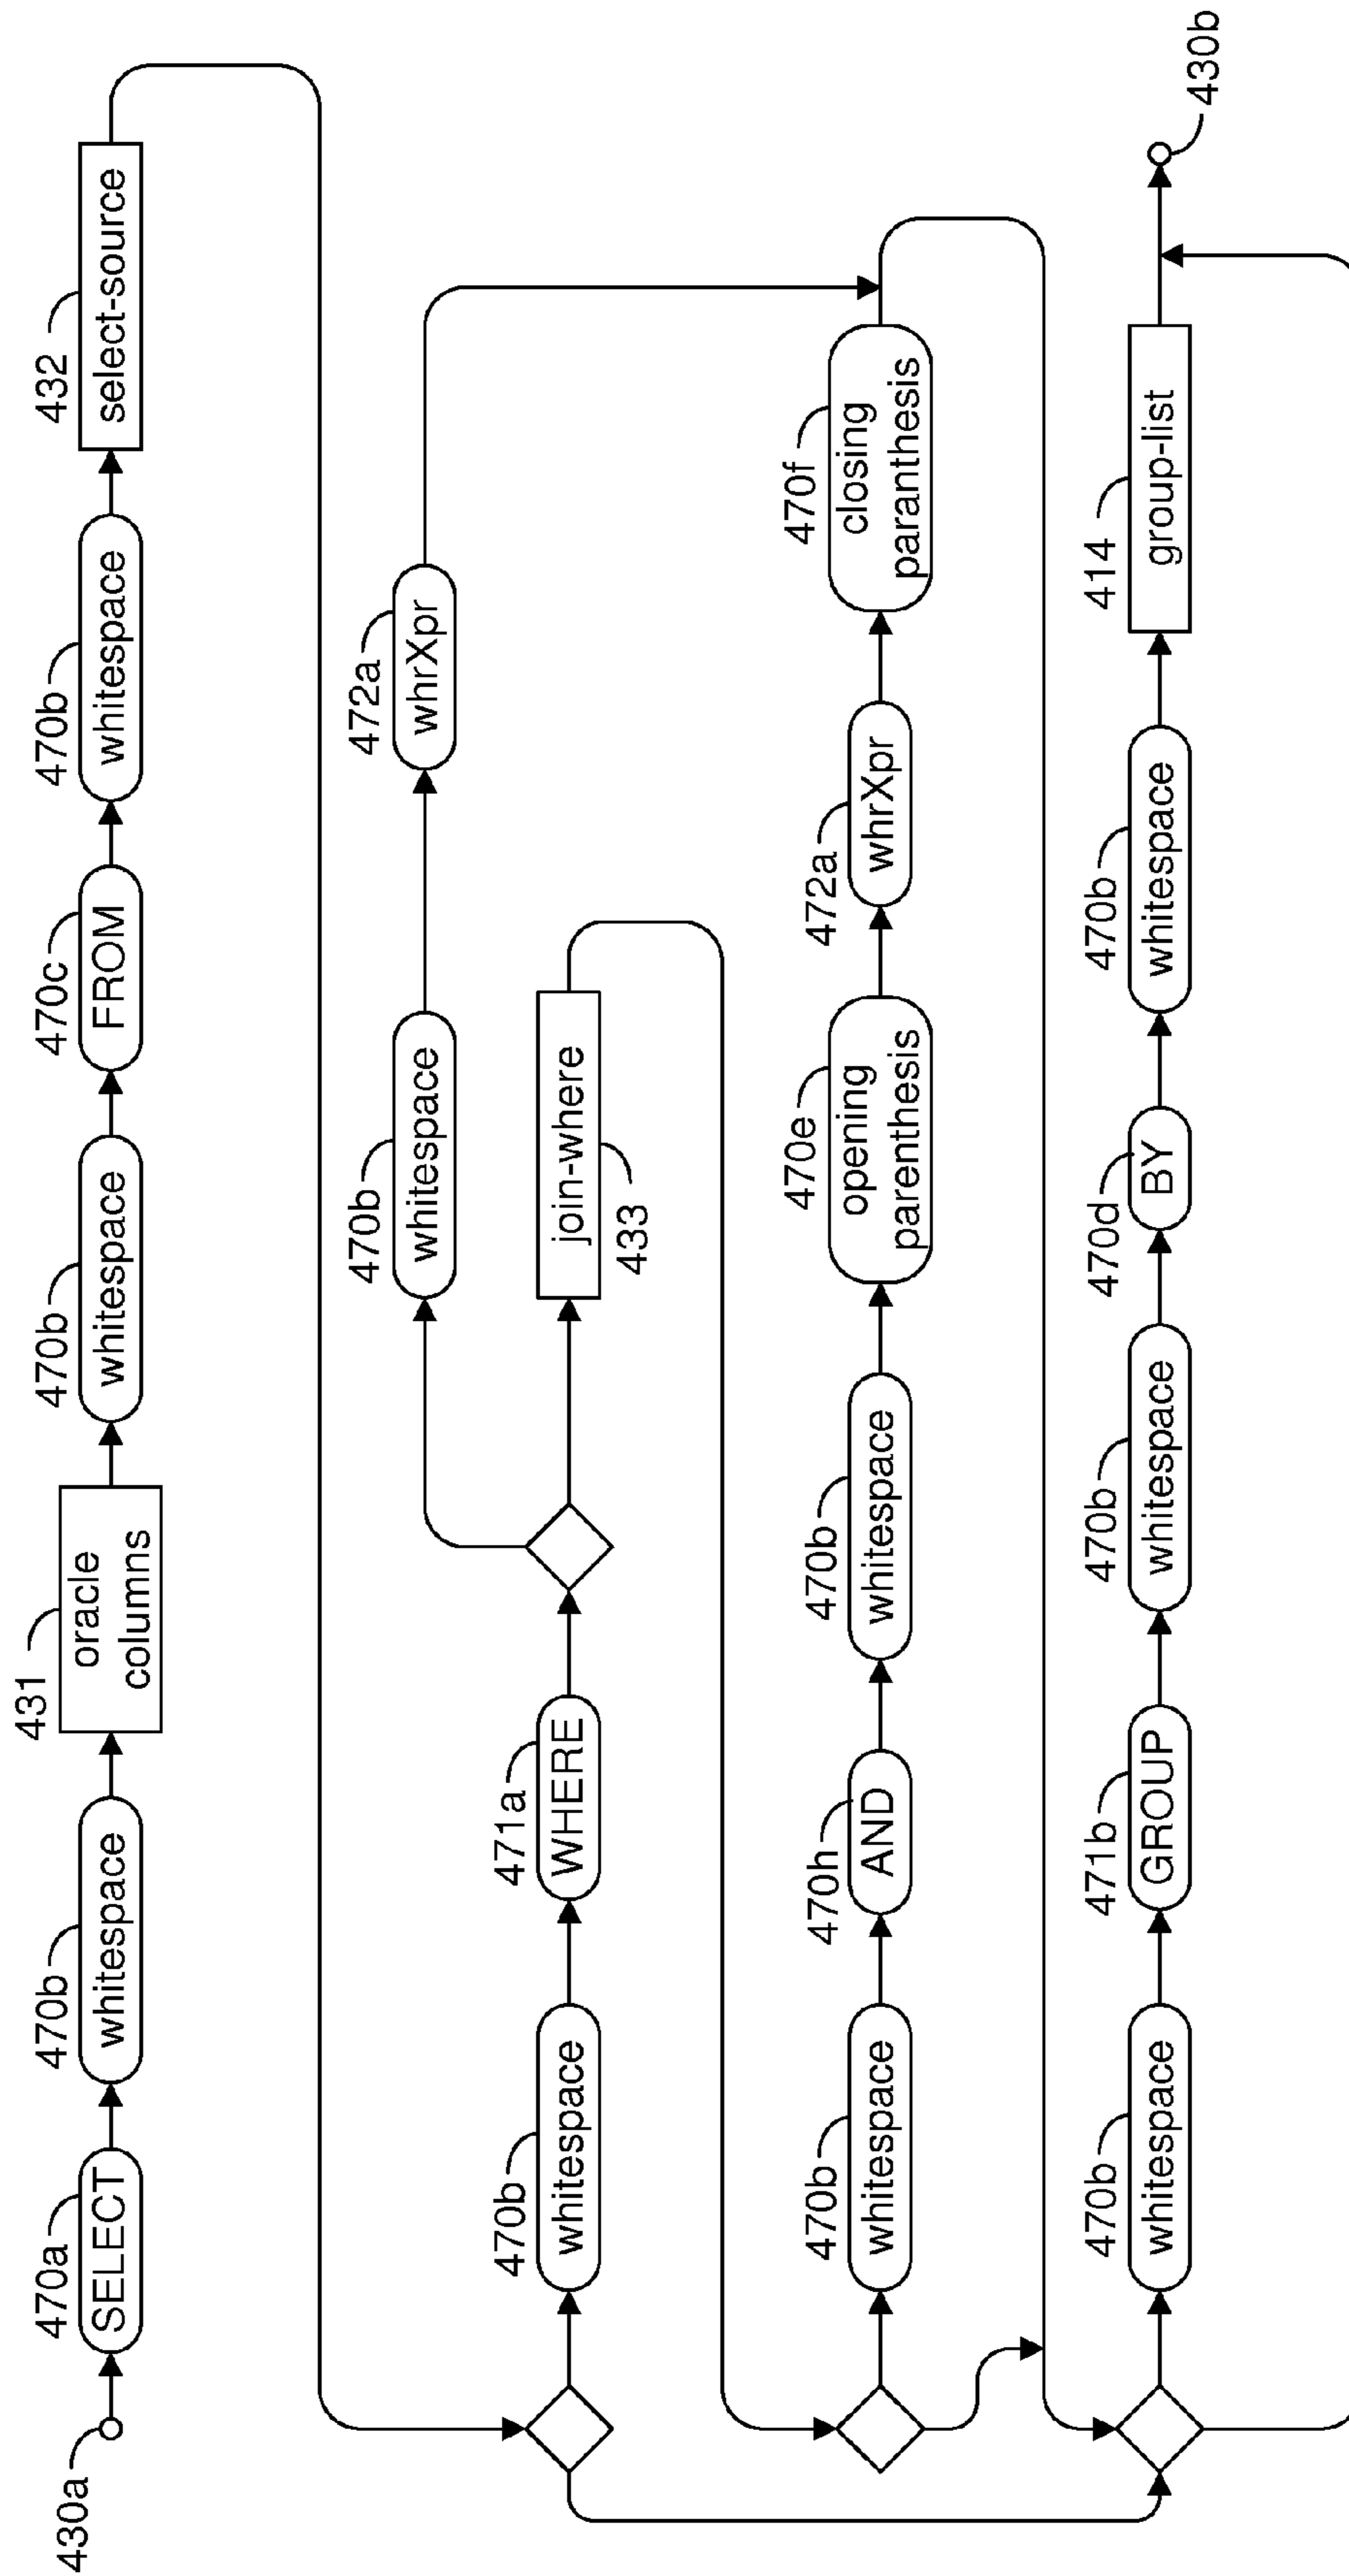 430a
470a
SELECT
470b
whitespace
431
oracle
columns
470b
whitespace
470c
FROM
470b
whitespace
432
select-source
470b
whitespace
472a
whrXpr
470b
whitespace
471a
WHERE
join-where
433
470b
whitespace
470h
AND
470b
whitespace
470e
opening
parenthesis
472a
whrXpr
470f
closing
paranthesis
470b
whitespace
471b
GROUP
470b
whitespace
470d
BY
470b
whitespace
414
group-list
430b